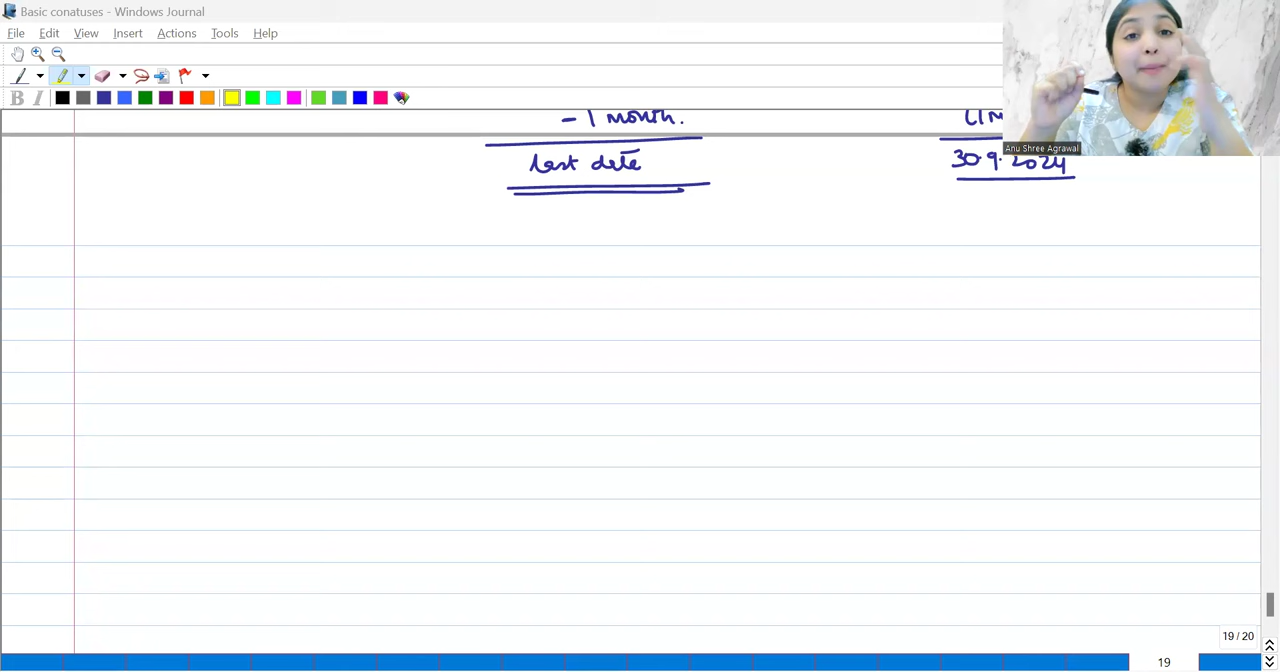 Basic conatuses - Windows Journal
File Edit View Insert Actions Tools Help
B I
- 1 month.
Last date
30.9.2024
Anu Shree Agrawal
19 / 20
19